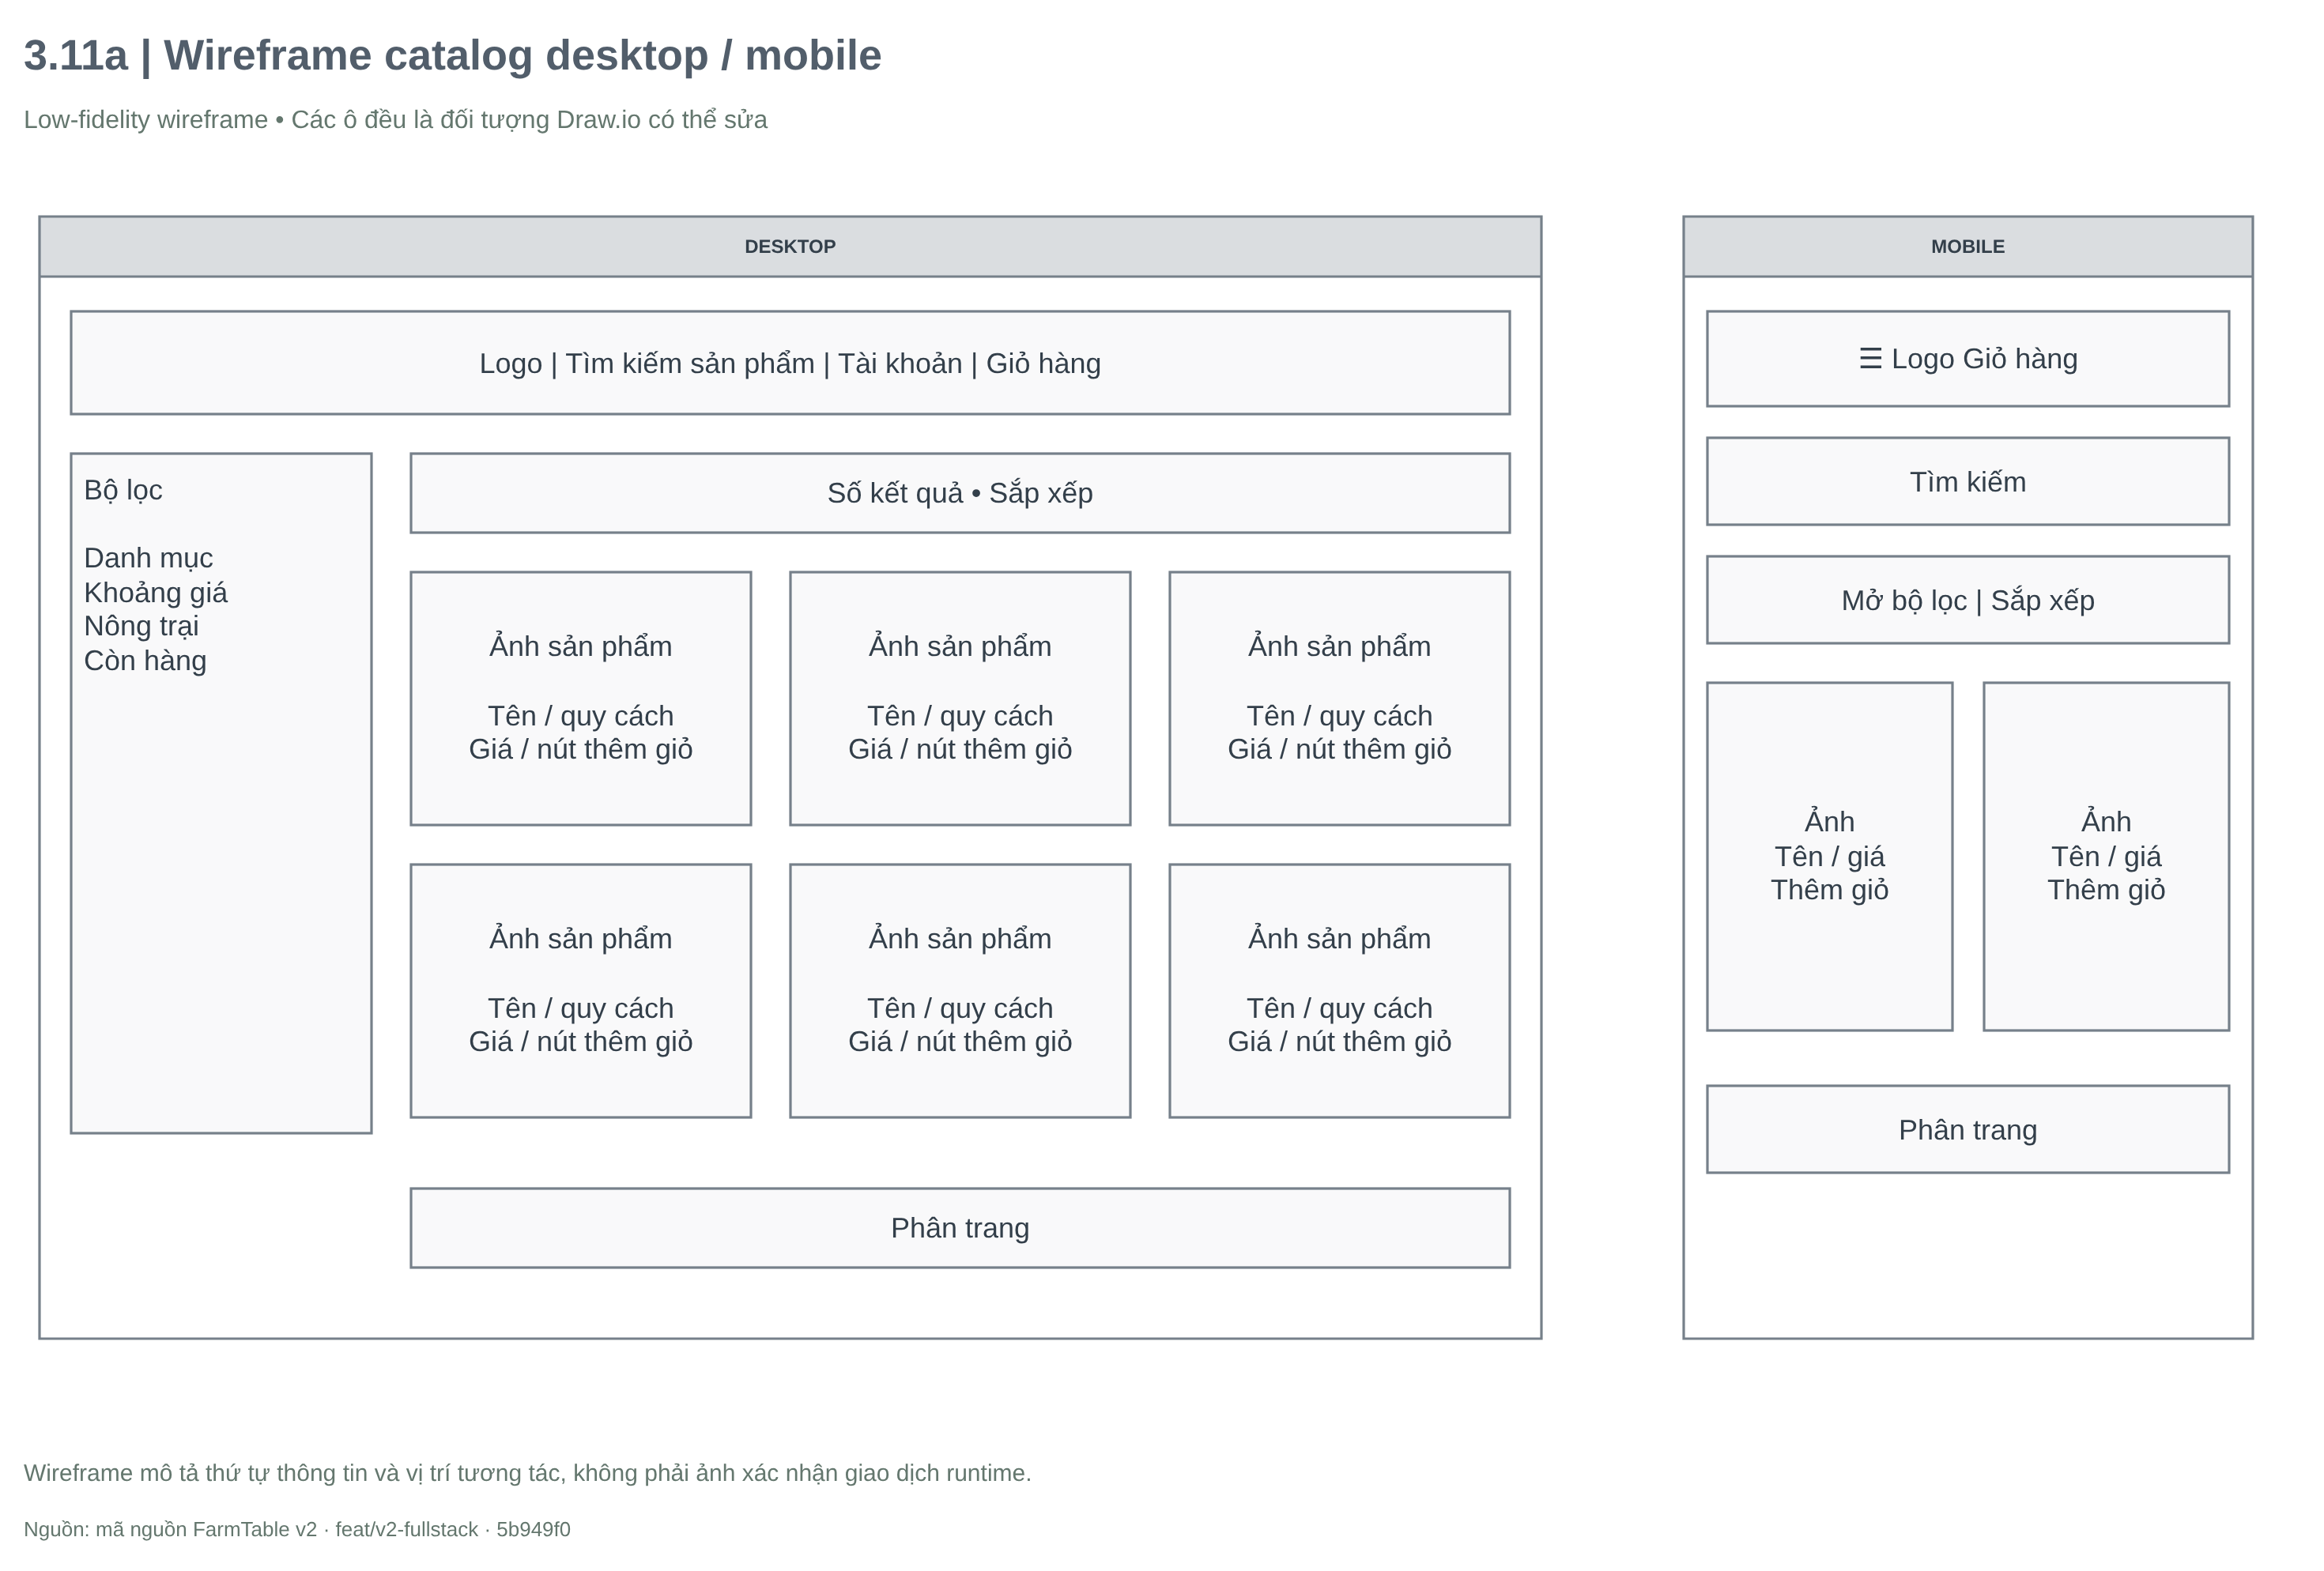 3.11a | Wireframe catalog desktop / mobile
Low-fidelity wireframe • Các ô đều là đối tượng Draw.io có thể sửa
DESKTOP
Logo | Tìm kiếm sản phẩm | Tài khoản | Giỏ hàng
Bộ lọc
Danh mục
Khoảng giá
Nông trại
Còn hàng
Số kết quả • Sắp xếp
Ảnh sản phẩm
Tên / quy cách
Giá / nút thêm giỏ
Ảnh sản phẩm
Tên / quy cách
Giá / nút thêm giỏ
Ảnh sản phẩm
Tên / quy cách
Giá / nút thêm giỏ
Ảnh sản phẩm
Tên / quy cách
Giá / nút thêm giỏ
Ảnh sản phẩm
Tên / quy cách
Giá / nút thêm giỏ
Ảnh sản phẩm
Tên / quy cách
Giá / nút thêm giỏ
Phân trang
MOBILE
☰ Logo Giỏ hàng
Tìm kiếm
Mở bộ lọc | Sắp xếp
Ảnh
Tên / giá
Thêm giỏ
Ảnh
Tên / giá
Thêm giỏ
Phân trang
Wireframe mô tả thứ tự thông tin và vị trí tương tác, không phải ảnh xác nhận giao dịch runtime.
Nguồn: mã nguồn FarmTable v2 · feat/v2-fullstack · 5b949f0